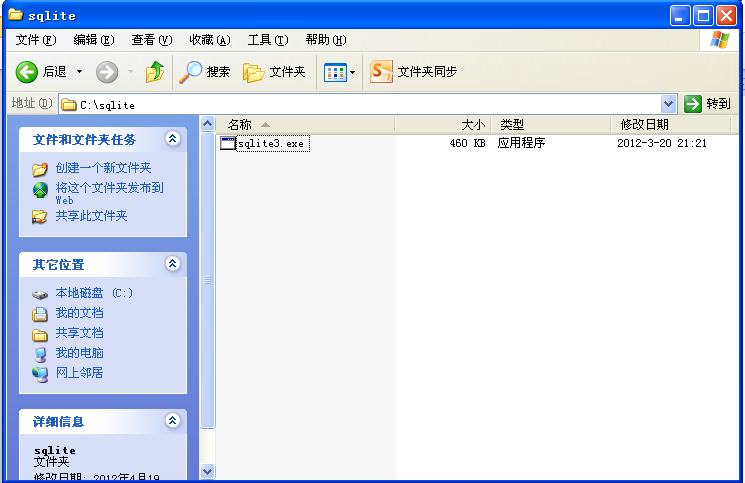 sqlite
文件(F) 编辑(E) 查看(V) 收藏(A) 工具(T) 帮助(H)
后退 搜索 文件夹 文件夹同步
地址(D) C:\sqlite 转到
名称 大小 类型 修改日期
sqlite3.exe 460 KB 应用程序 2012-3-20 21:21
文件和文件夹任务
创建一个新文件夹
将这个文件夹发布到
Web
共享此文件夹
其它位置
本地磁盘 (C:)
我的文档
共享文档
我的电脑
网上邻居
详细信息
sqlite
文件夹
修改日期: 2012年4月19